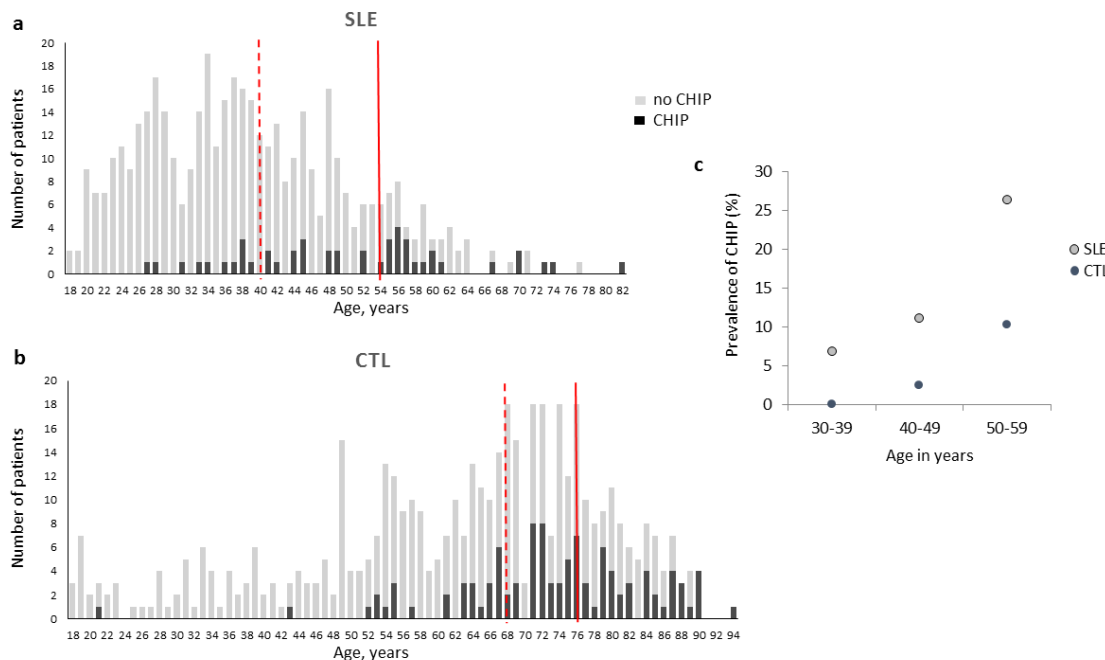 a
SLE
20
18
16
14
12
10
8
6
4
2
0
Number of patients
18 20 22 24 26 28 30 32 34 36 38 40 42 44 46 48 50 52 54 56 58 60 62 64 66 68 70 72 74 76 78 80 82
Age, years
no CHIP
CHIP
b
CTL
20
18
16
14
12
10
8
6
4
2
0
Number of patients
18 20 22 24 26 28 30 32 34 36 38 40 42 44 46 48 50 52 54 56 58 60 62 64 66 68 70 72 74 76 78 80 82 84 86 88 90 92 94
Age, years
c
30
25
20
15
10
5
0
Prevalence of CHIP (%)
30-39 40-49 50-59
Age in years
SLE
CTL